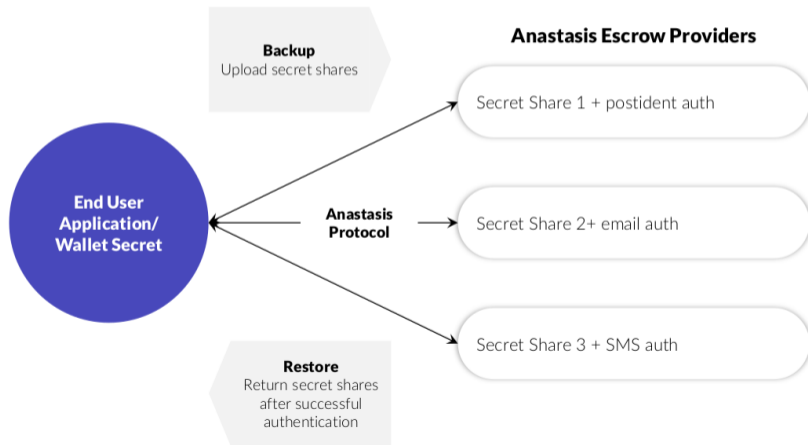 Backup
Upload secret shares
Anastasis Escrow Providers
Secret Share 1 + postident auth
End User
Application/
Wallet Secret
Anastasis
Protocol
Secret Share 2+ email auth
Secret Share 3 + SMS auth
Restore
Return secret shares
after successful
authentication